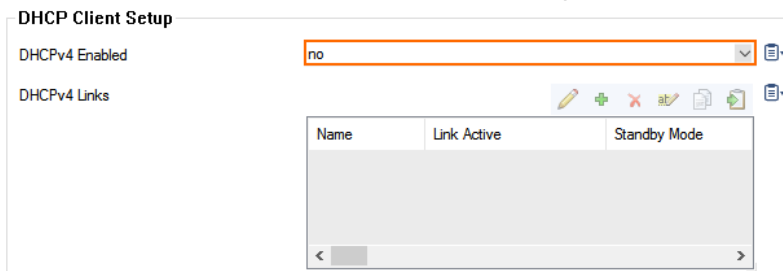 DHCP Client Setup
DHCPv4 Enabled no
DHCPv4 Links
Name Link Active Standby Mode